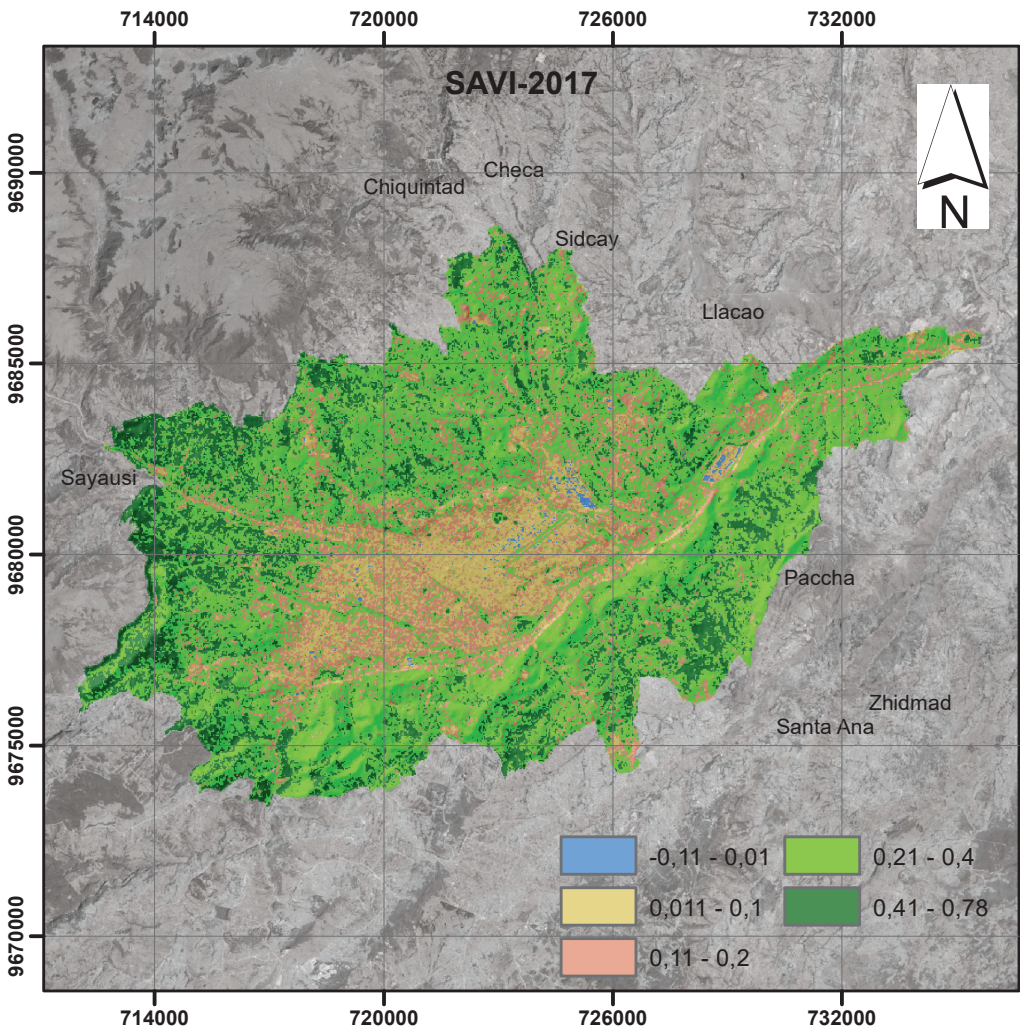 714000 720000 726000 732000
SAVI-2017
N
9690000
Checa
Chiquintad
Sidcay
Llacao
9685000
Sayausi
9680000
Paccha
Zhidmad
Santa Ana
9675000
-0,11 - 0,01 0,21 - 0,4
0,011 - 0,1 0,41 - 0,78
0,11 - 0,2
9670000
714000 720000 726000 732000